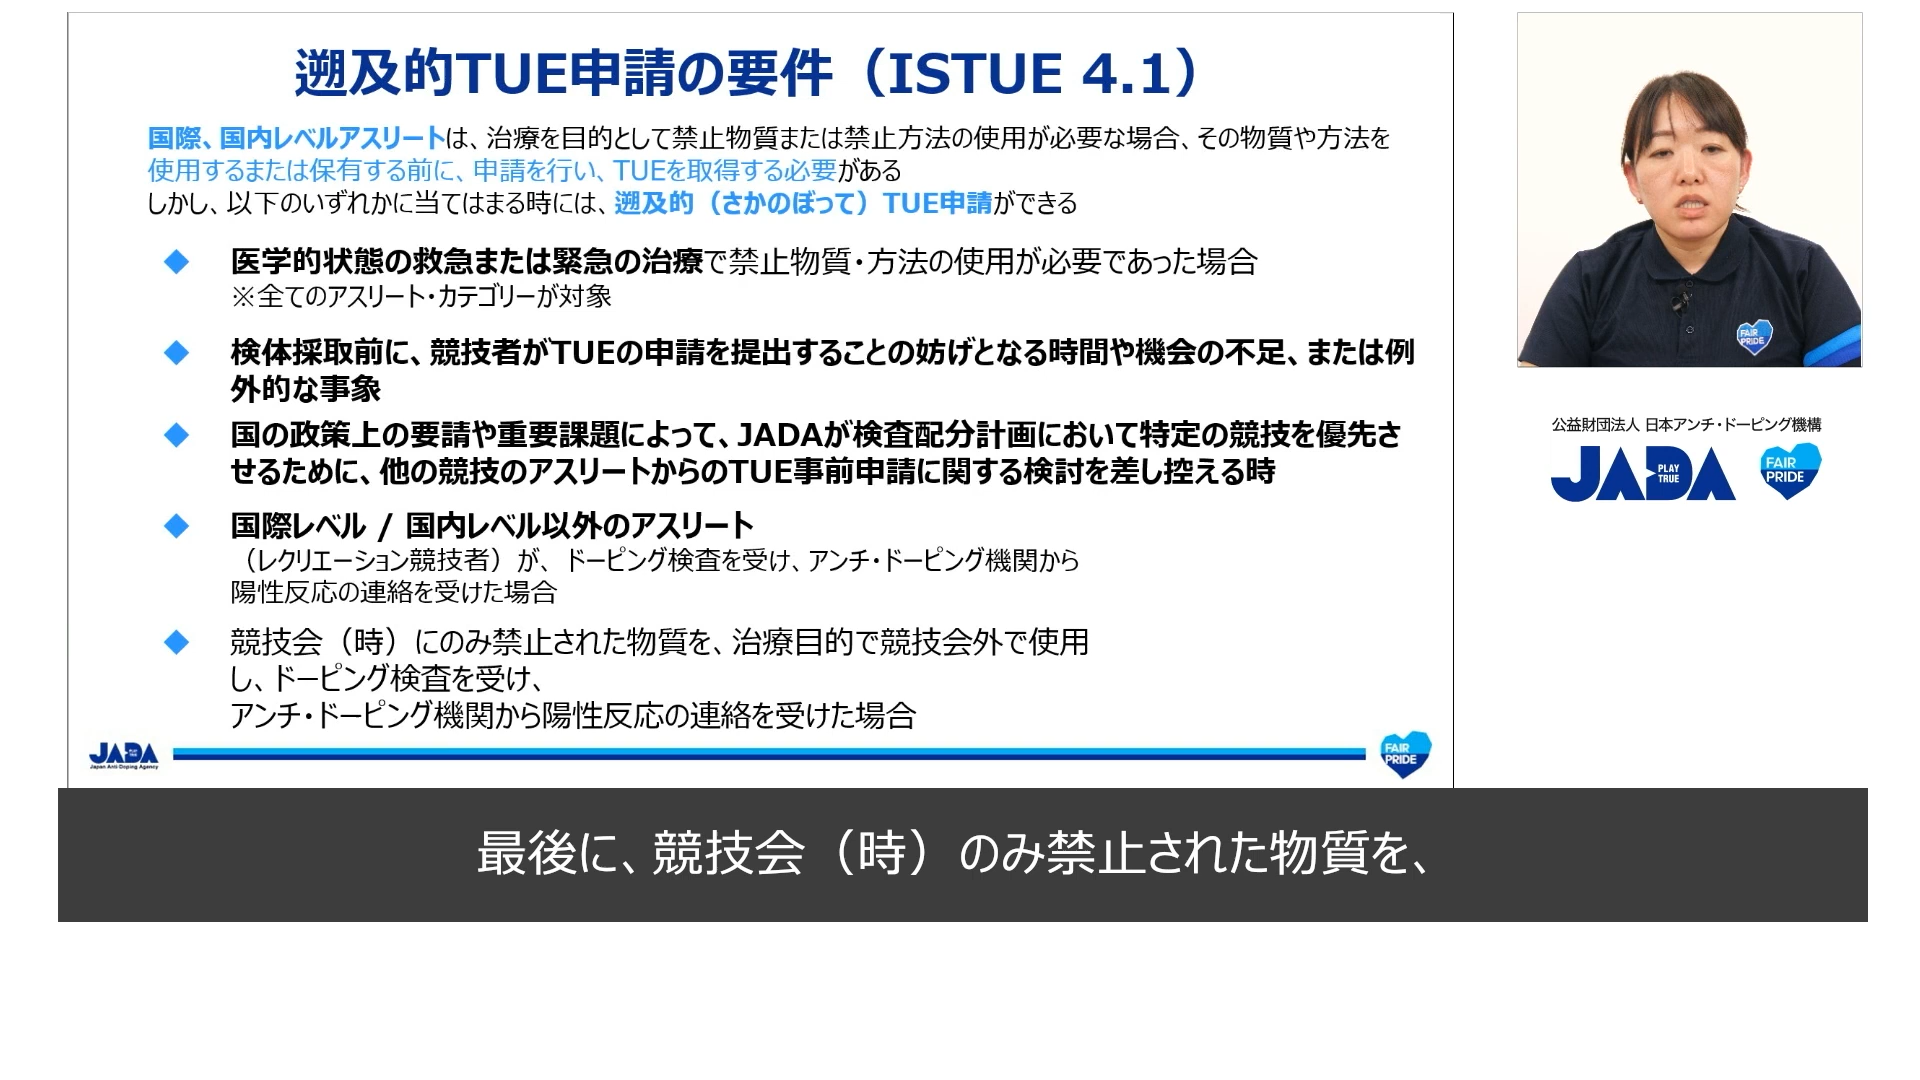 遡及的TUE申請の要件（ISTUE 4.1）
国際、国内レベルアスリートは、治療を目的として禁止物質または禁止方法の使用が必要な場合、その物質や方法を
使用するまたは保有する前に、申請を行い、TUEを取得する必要がある
しかし、以下のいずれかに当てはまる時には、遡及的（さかのぼって）TUE申請ができる
◆ 医学的状態の救急または緊急の治療で禁止物質・方法の使用が必要であった場合
※全てのアスリート・カテゴリーが対象
◆ 検体採取前に、競技者がTUEの申請を提出することの妨げとなる時間や機会の不足、または例
外的な事象
◆ 国の政策上の要請や重要課題によって、JADAが検査配分計画において特定の競技を優先さ
せるために、他の競技のアスリートからのTUE事前申請に関する検討を差し控える時
◆ 国際レベル / 国内レベル以外のアスリート
（レクリエーション競技者）が、ドーピング検査を受け、アンチ・ドーピング機関から
陽性反応の連絡を受けた場合
◆ 競技会（時）にのみ禁止された物質を、治療目的で競技会外で使用
し、ドーピング検査を受け、
アンチ・ドーピング機関から陽性反応の連絡を受けた場合
JADA
PLAY TRUE
Japan Anti-Doping Agency
FAIR
PRIDE
FAIR
PRIDE
公益財団法人 日本アンチ・ドーピング機構
JADA
PLAY
TRUE
FAIR
PRIDE
最後に、競技会（時）のみ禁止された物質を、